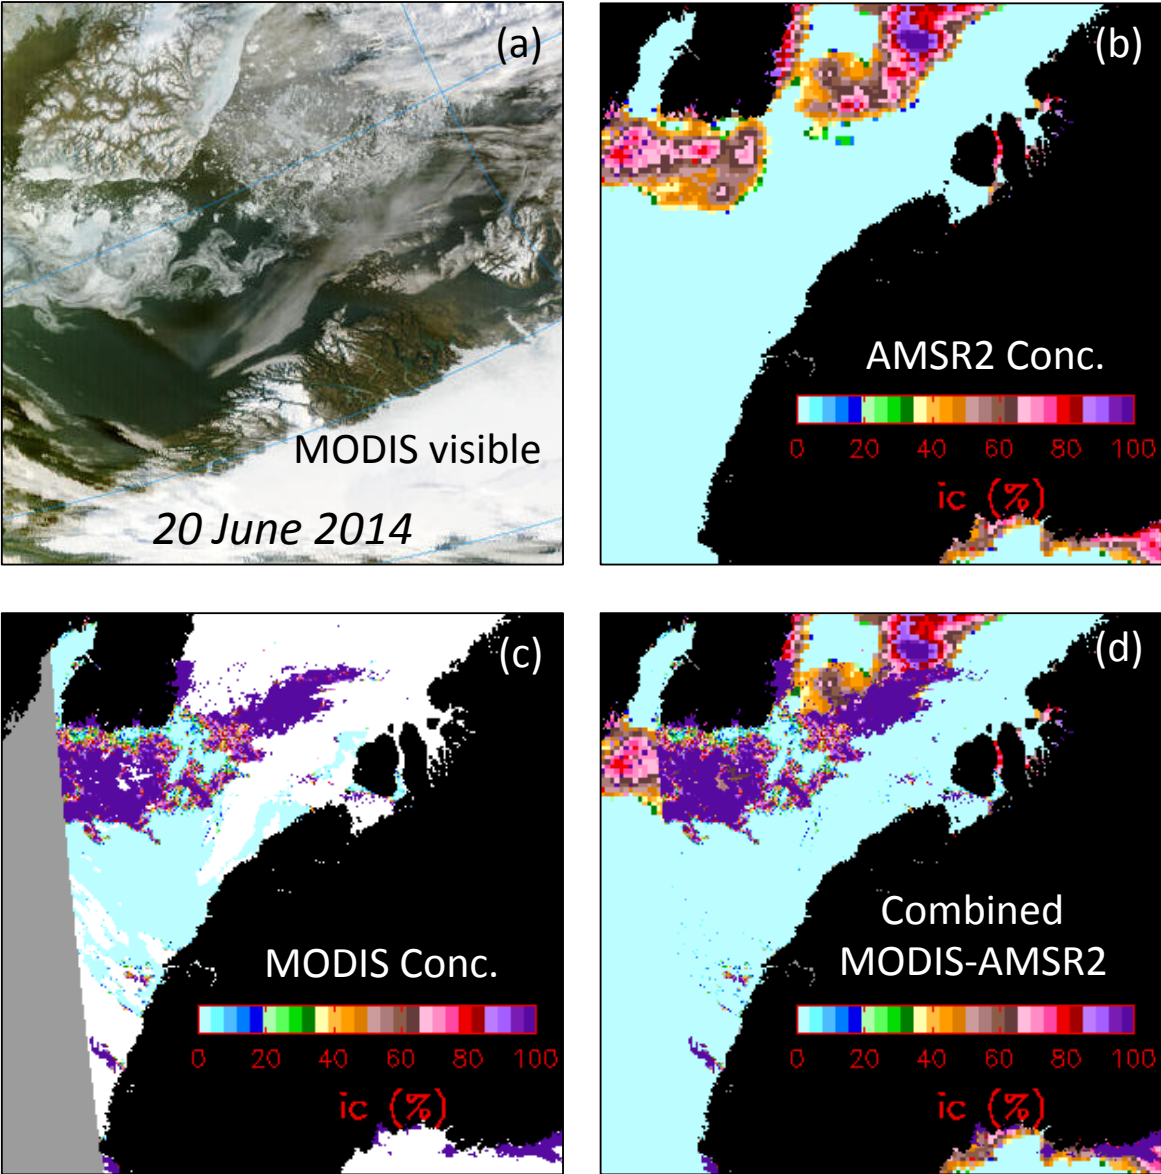 (a)
MODIS visible
20 June 2014
(b)
AMSR2 Conc.
0 20 40 60 80 100
ic (%)
(c)
MODIS Conc.
0 20 40 60 80 100
ic (%)
(d)
Combined
MODIS-AMSR2
0 20 40 60 80 100
ic (%)